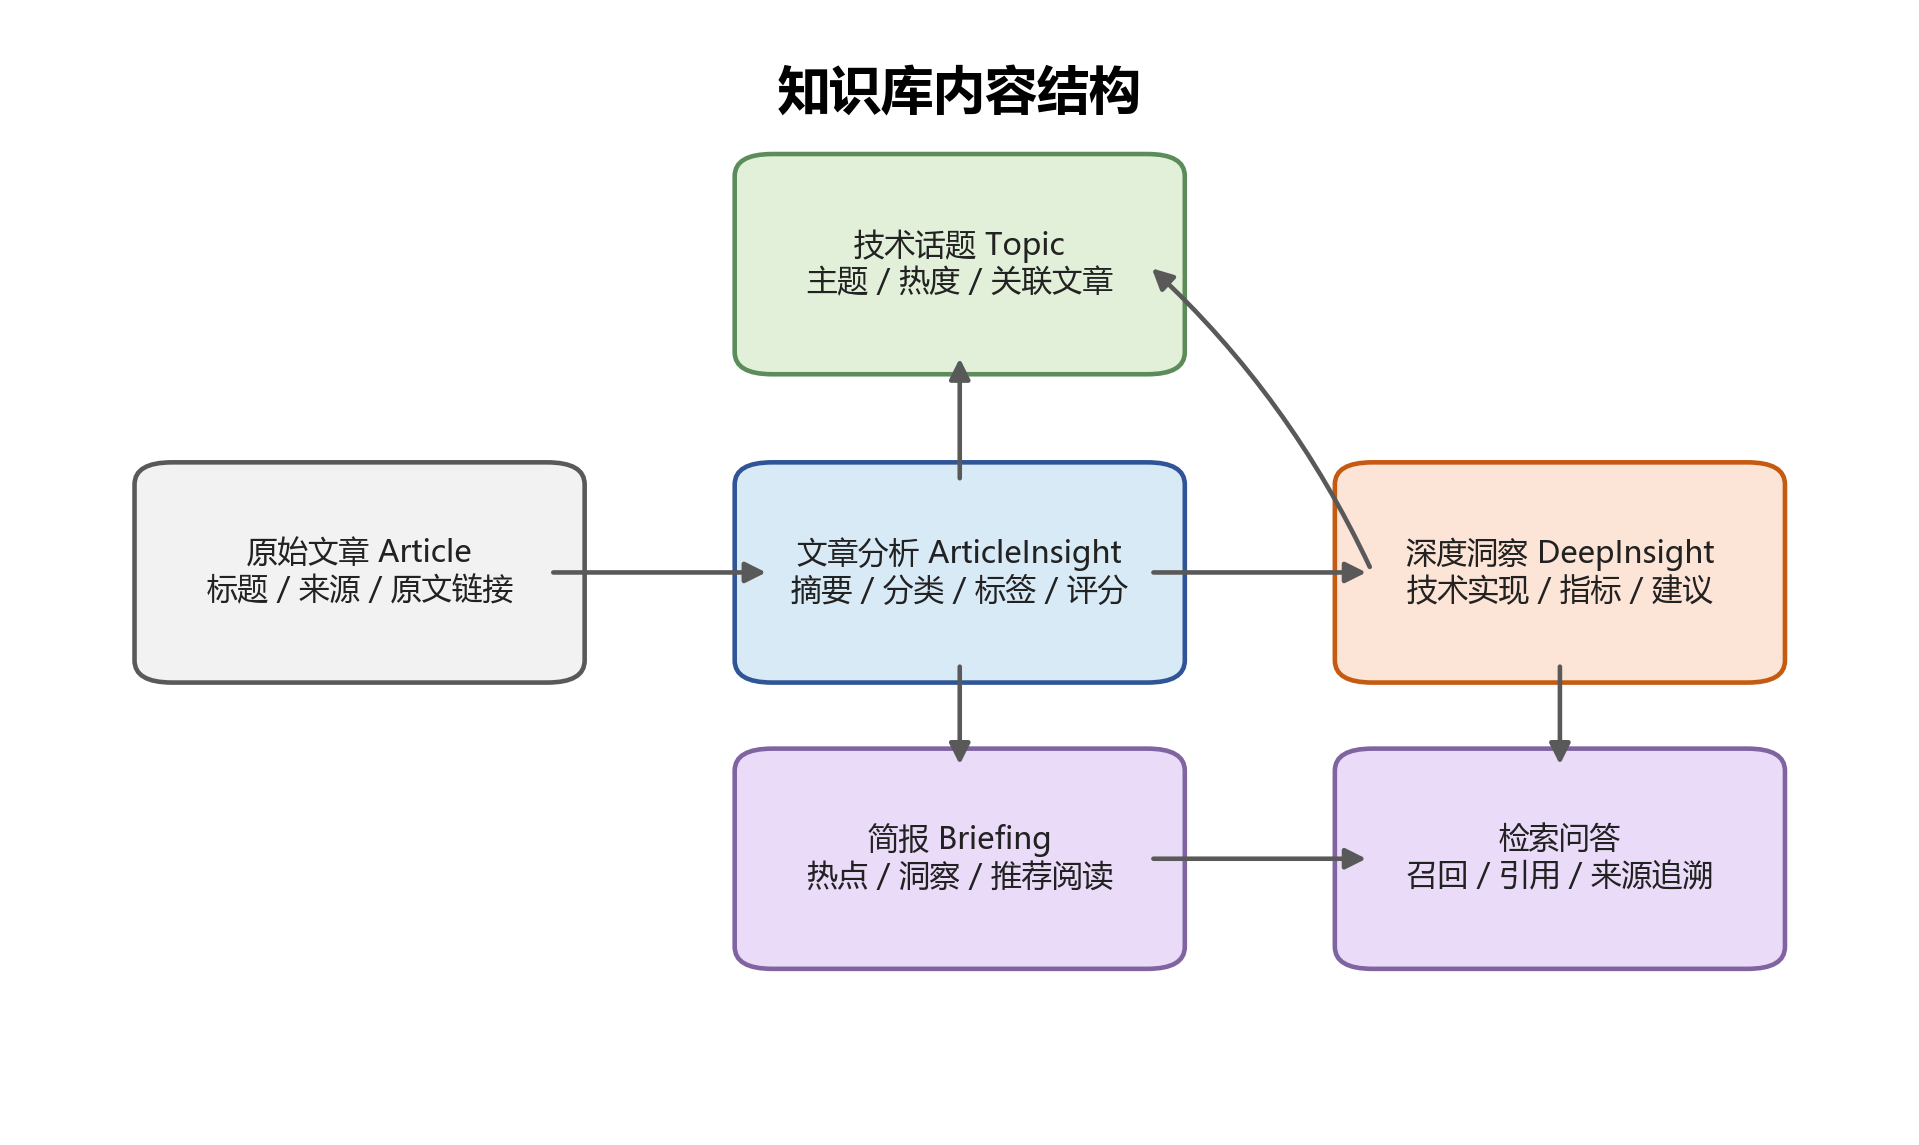 知识库内容结构
技术话题 Topic
主题 / 热度 / 关联文章
原始文章 Article
标题 / 来源 / 原文链接
文章分析 ArticleInsight
摘要 / 分类 / 标签 / 评分
深度洞察 DeepInsight
技术实现 / 指标 / 建议
简报 Briefing
热点 / 洞察 / 推荐阅读
检索问答
召回 / 引用 / 来源追溯